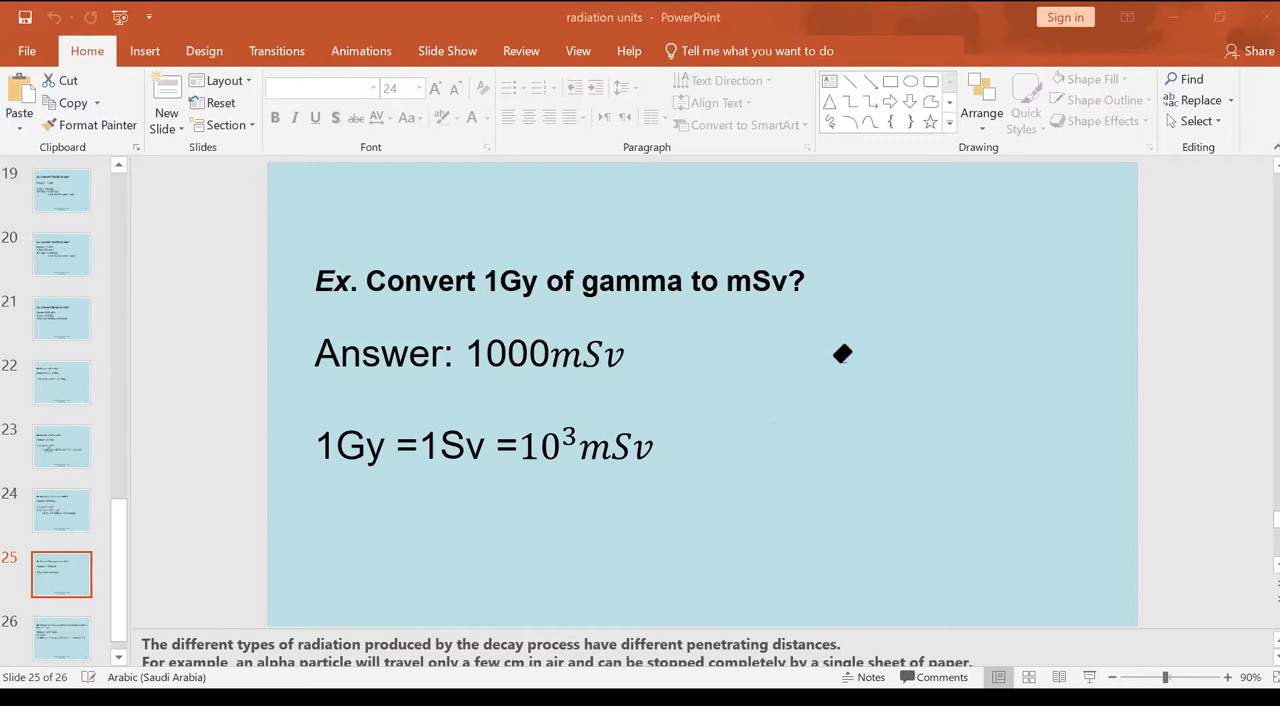 radiation units - PowerPoint
Sign in
File Home Insert Design Transitions Animations Slide Show Review View Help Tell me what you want to do Share
Paste
Cut
Copy
Format Painter
Clipboard
New
Slide
Layout
Reset
Section
Slides
24
Font
Paragraph
Text Direction
Align Text
Convert to SmartArt
Arrange
Quick
Styles
Shape Fill
Shape Outline
Shape Effects
Drawing
Find
Replace
Select
Editing
19
20
21
22
23
24
25
26
Ex. Convert 1Gy of gamma to mSv?
Answer: 1000mSv
1Gy =1Sv =10³mSv
The different types of radiation produced by the decay process have different penetrating distances.
For example, an alpha particle will travel only a few cm in air and can be stopped completely by a single sheet of paper.
Slide 25 of 26 Arabic (Saudi Arabia) Notes Comments 90%